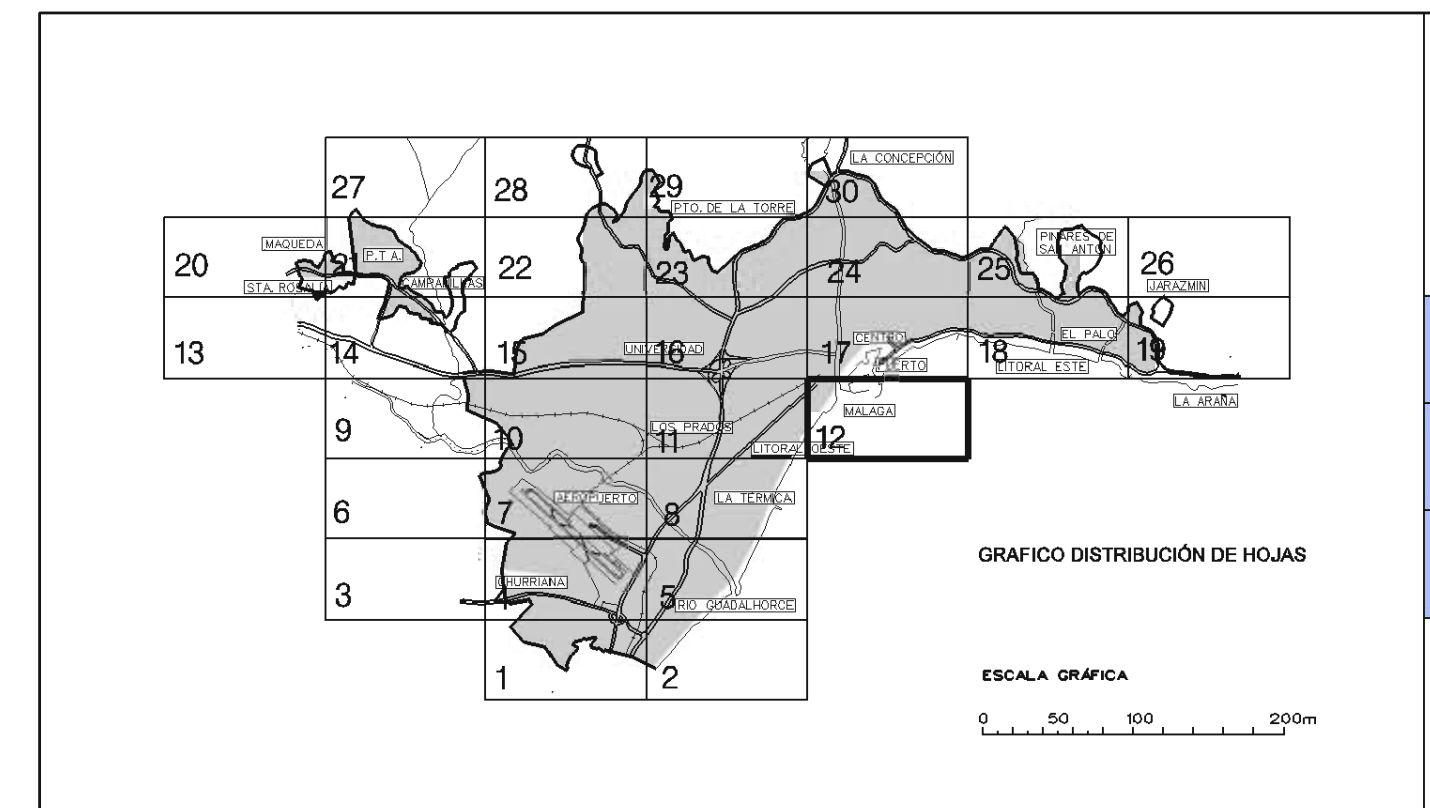 LA CONCEPCIÓN
27
28
29
30
PTO. DE LA TORRE
MAQUEDA
P.T.A.
PINARES DE
SAN ANTON
20
21
22
23
24
25
26
STA. ROSALIA
CAMPANILLAS
JARAZMIN
UNIVERSIDAD
CENTRO
EL PALO
13
14
15
16
17
18
19
PUERTO
LITORAL ESTE
LA ARAÑA
MALAGA
9
10
LOS PRADOS
11
12
LITORAL OESTE
AEROPUERTO
LA TERMICA
6
7
8
GRAFICO DISTRIBUCIÓN DE HOJAS
CHURRIANA
3
5
RIO GUADALHORCE
1
2
ESCALA GRÁFICA
0 50 100 200m